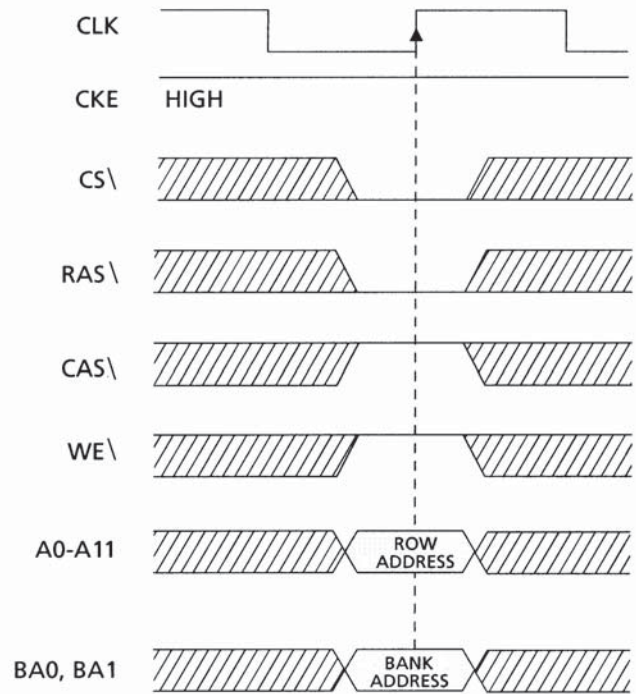 CLK
CKE HIGH
CS\
RAS\
CAS\
WE\
A0-A11 ROW
ADDRESS
BA0, BA1 BANK
ADDRESS